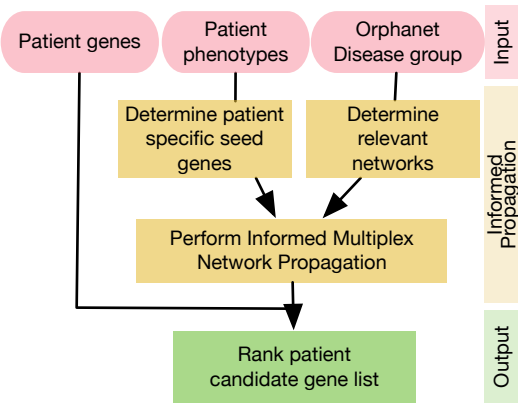 Patient genes
Patient
phenotypes
Orphanet
Disease group
Input
Determine patient
specific seed
genes
Determine
relevant
networks
Informed
Propagation
Perform Informed Multiplex
Network Propagation
Rank patient
candidate gene list
Output